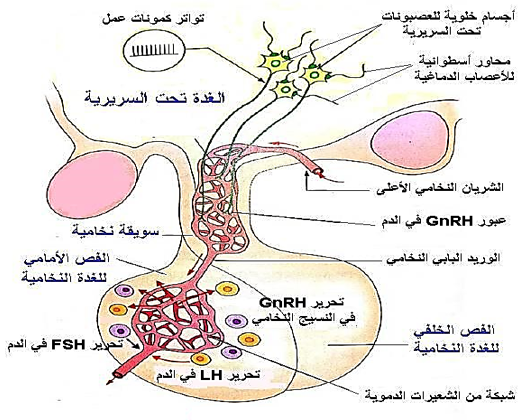 تواتر كمونات عمل
أجسام خلوية للعصبونات
تحت السريرية
محاور أسطوانية
للأعصاب الدماغية
الغدة تحت السريرية
الشريان النخامي الأعلى
عبور GnRH في الدم
سويقة نخامية
الوريد البابي النخامي
الفص الأمامي
للغدة النخامية
تحرير GnRH
في النسيج النخامي
الفص الخلفي
للغدة النخامية
تحرير FSH في الدم
تحرير LH في الدم
شبكة من الشعيرات الدموية